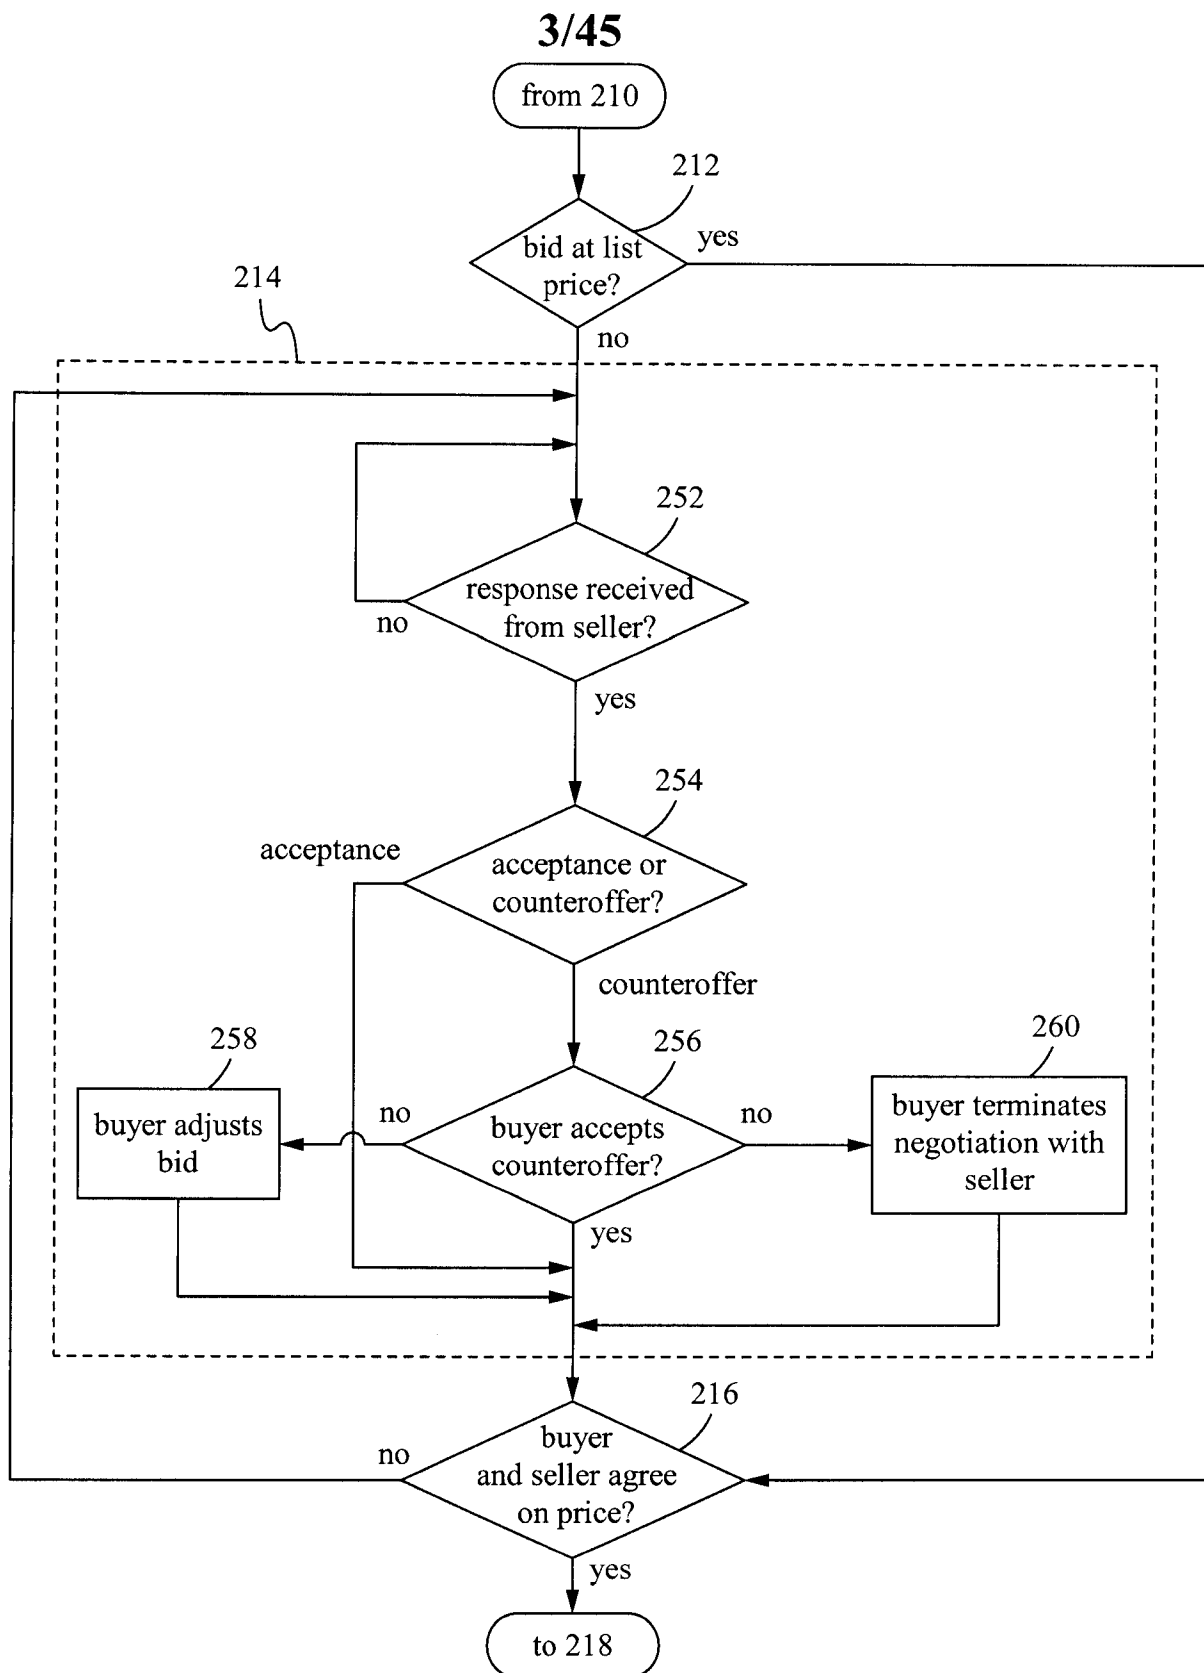 3/45
from 210
212
bid at list
price?
yes
214
no
252
response received
from seller?
no
yes
254
acceptance
acceptance or
counteroffer?
counteroffer
258
256
260
buyer adjusts
bid
no
buyer accepts
counteroffer?
no
buyer terminates
negotiation with
seller
yes
216
no
buyer
and seller agree
on price?
yes
to 218